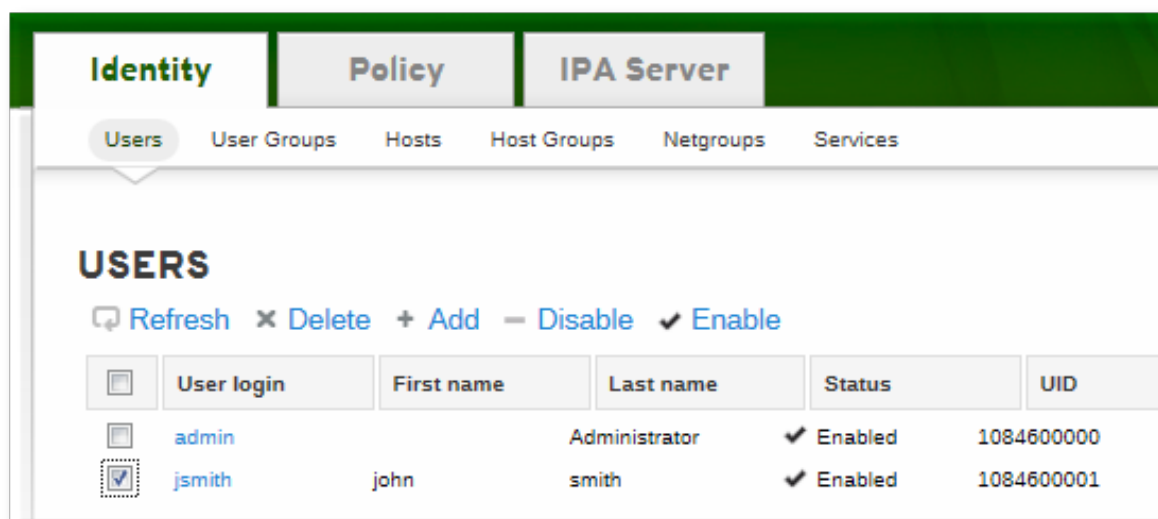 Identity Policy IPA Server
Users User Groups Hosts Host Groups Netgroups Services
USERS
Refresh Delete Add Disable Enable
User login First name Last name Status UID
admin Administrator Enabled 1084600000
jsmith john smith Enabled 1084600001